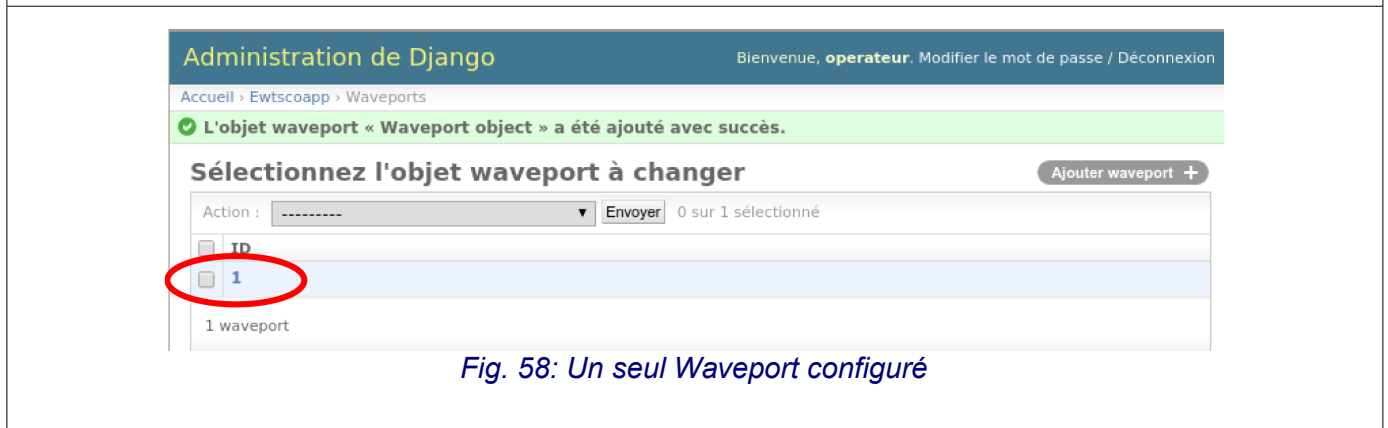 Administration de Django
Bienvenue, operateur. Modifier le mot de passe / Déconnexion
Accueil › Ewtscoapp › Waveports
L'objet waveport « Waveport object » a été ajouté avec succès.
Sélectionnez l'objet waveport à changer
Ajouter waveport +
Action : --------- Envoyer 0 sur 1 sélectionné
ID
1
1 waveport
Fig. 58: Un seul Waveport configuré